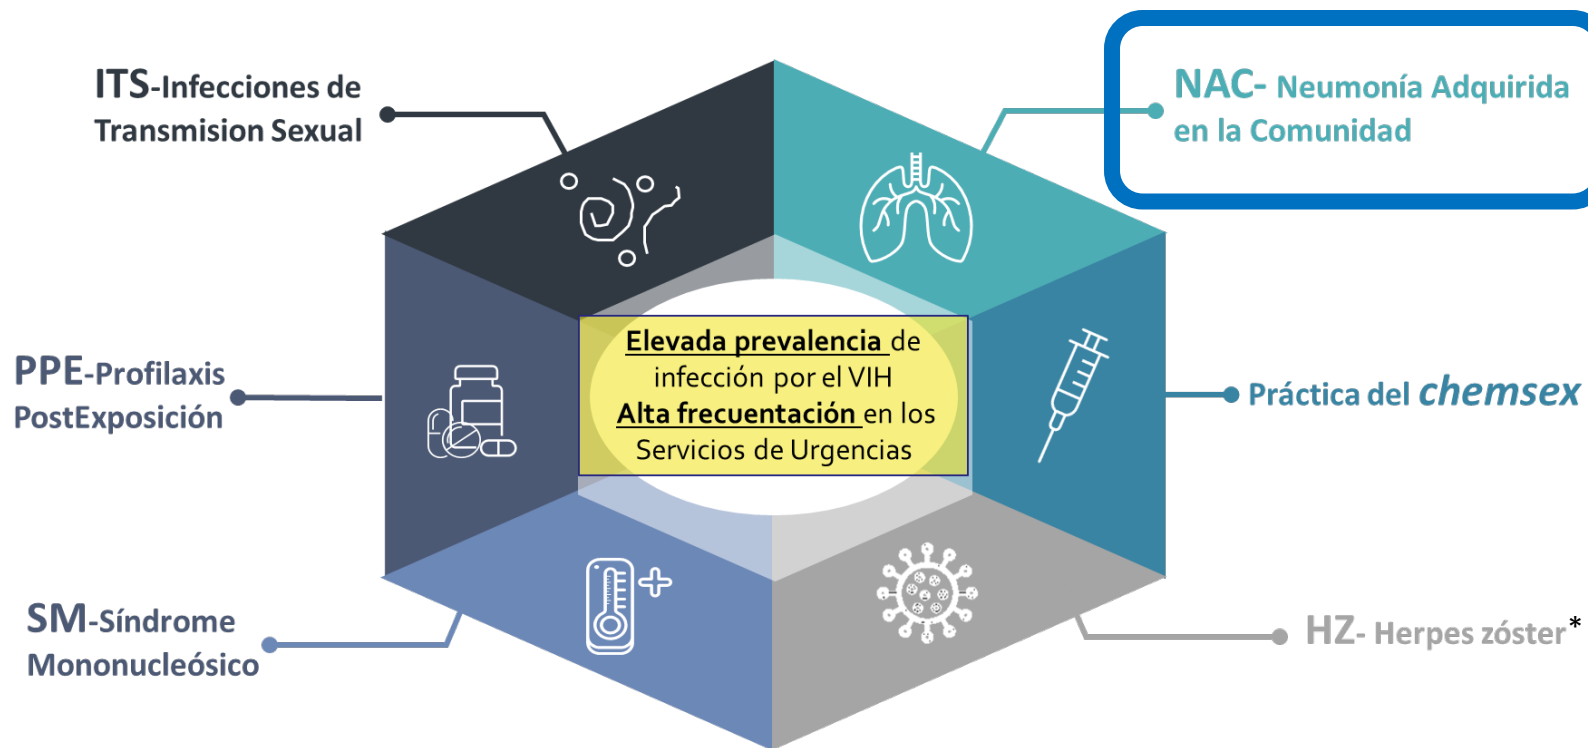 ITS-Infecciones de
Transmision Sexual
NAC- Neumonía Adquirida
en la Comunidad
PPE-Profilaxis
PostExposición
Elevada prevalencia de
infección por el VIH
Alta frecuentación en los
Servicios de Urgencias
Práctica del chemsex
SM-Síndrome
Mononucleósico
HZ- Herpes zóster*